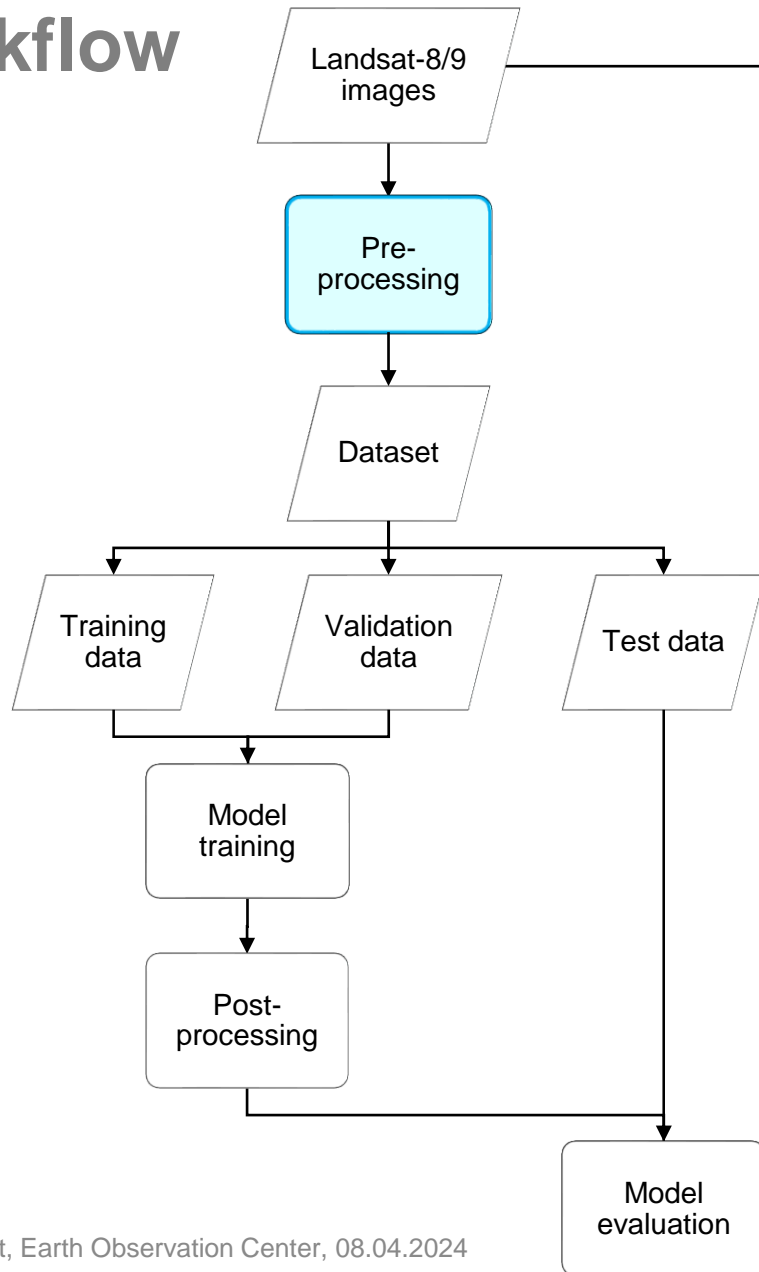 kflow
Landsat-8/9
images
Pre-
processing
Dataset
Training
data
Validation
data
Test data
Model
training
Post-
processing
Model
evaluation
t, Earth Observation Center, 08.04.2024